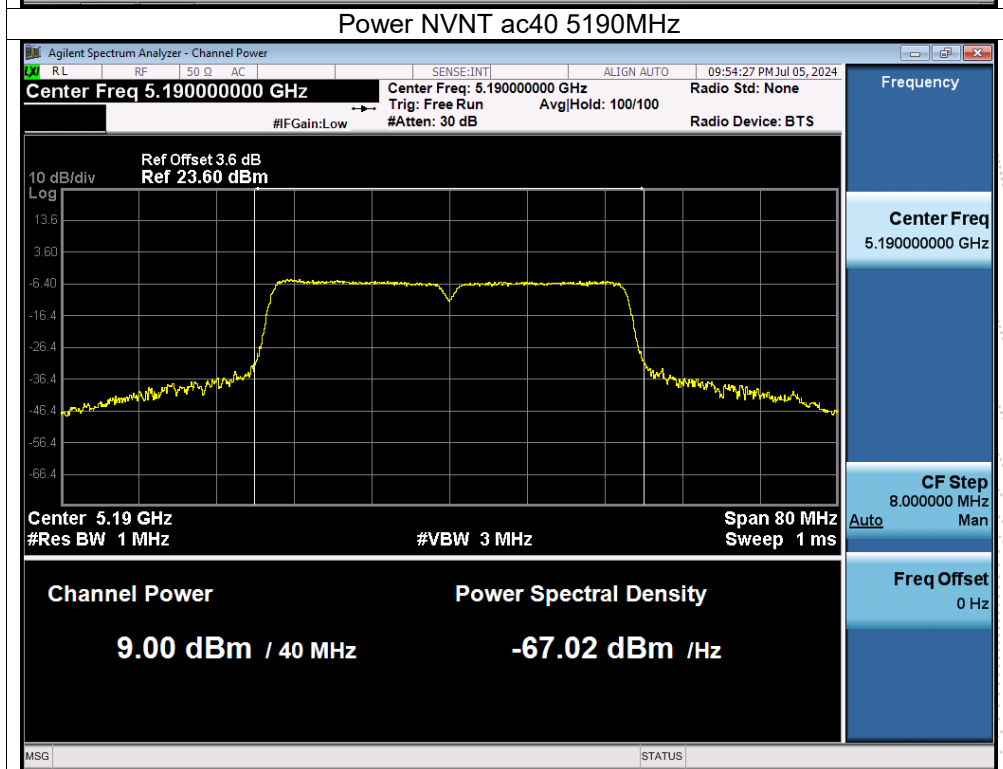 Power NVNT ac40 5190MHz
Agilent Spectrum Analyzer - Channel Power
LXI RL RF 50 Ω AC SENSE:INT ALIGN AUTO 09:54:27 PM Jul 05, 2024
Center Freq 5.190000000 GHz
Center Freq: 5.190000000 GHz
Radio Std: None
Trig: Free Run Avg|Hold: 100/100
#IFGain:Low
#Atten: 30 dB
Radio Device: BTS
Frequency
Ref Offset 3.6 dB
10 dB/div Ref 23.60 dBm
Log
13.6
3.60
-6.40
-16.4
-26.4
-36.4
-46.4
-56.4
-66.4
Center Freq
5.190000000 GHz
Center 5.19 GHz Span 80 MHz
#Res BW 1 MHz #VBW 3 MHz Sweep 1 ms
CF Step
8.000000 MHz
Auto Man
Freq Offset
0 Hz
Channel Power Power Spectral Density
9.00 dBm / 40 MHz -67.02 dBm /Hz
MSG STATUS